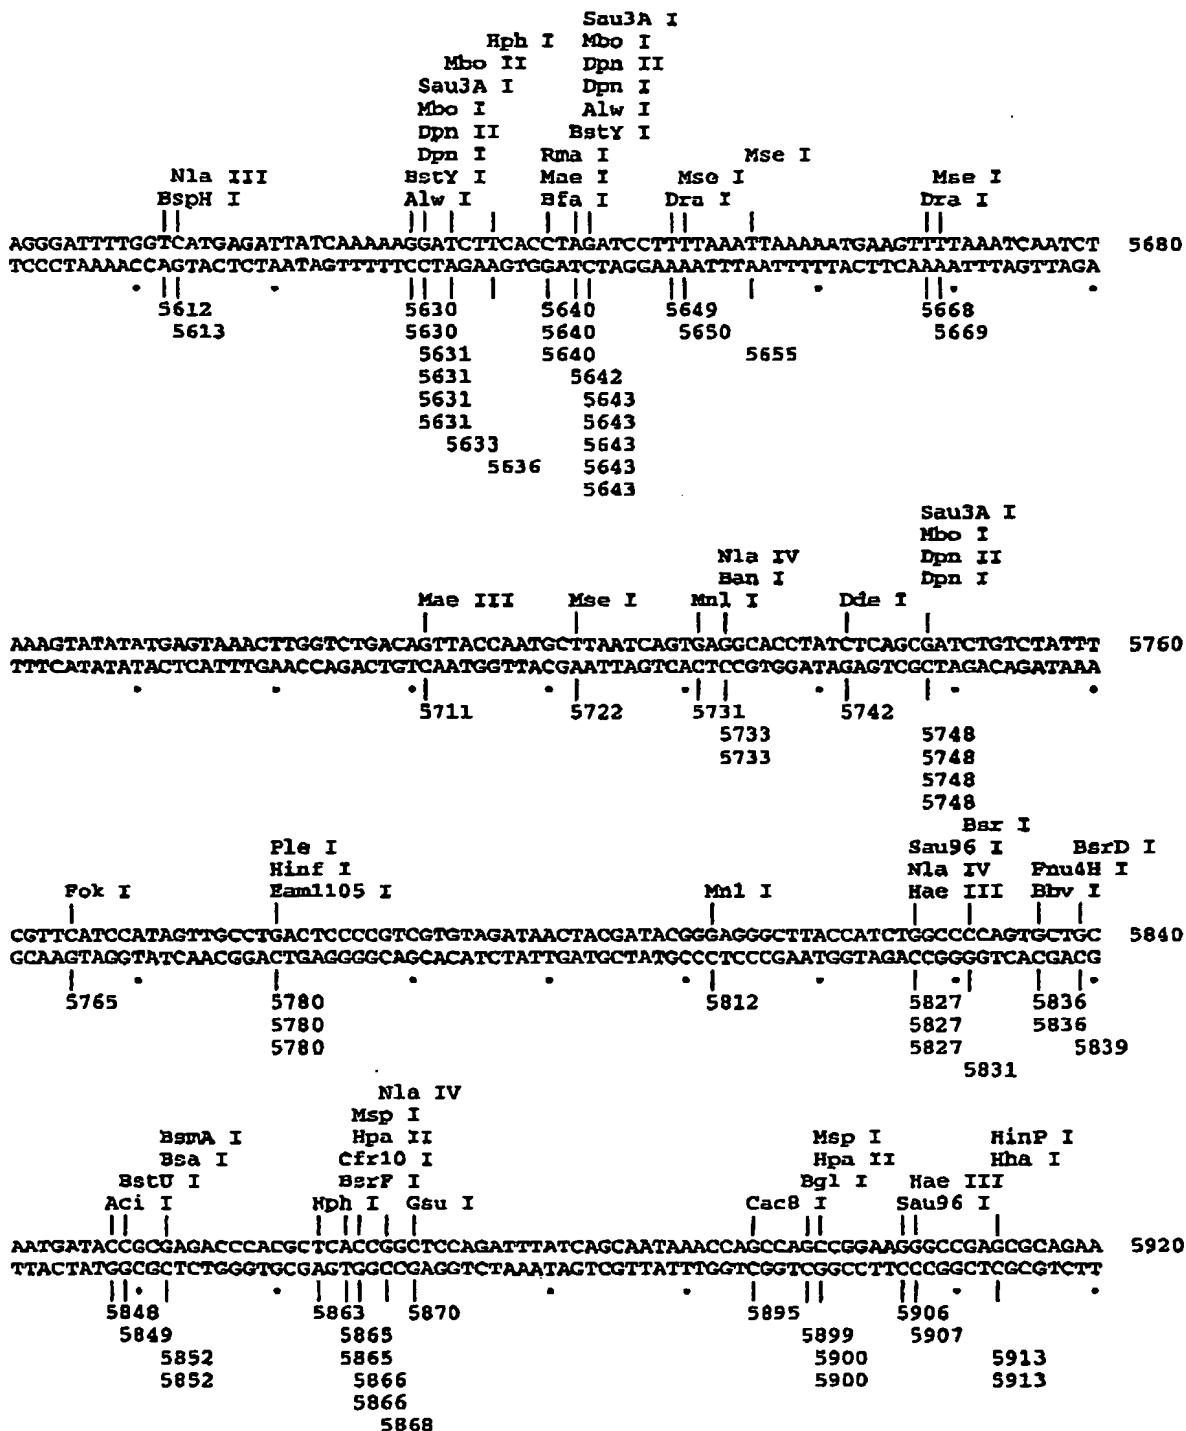 Sau3A I
Hph I Mbo I
Mbo II Dpn II
Sau3A I Dpn I
Mbo I Alw I
Dpn II BstY I
Dpn I Rma I Mse I
Nla III BstY I Mae I Mse I Mse I
BspH I Alw I Bfa I Dra I Dra I
AGGGATTTTGGTCATGAGATTATCAAAAAGGATCTTCACCTAGATCCTTTTAAATTAAAAATGAAGTTTTAAATCAATCT 5680
TCCCTAAAACCAGTACTCTAATAGTTTTTCCTAGAAGTGGATCTAGGAAAATTTAATTTTTACTTCAAAATTTAGTTAGA
5612 5630 5640 5649 5668
5613 5630 5640 5650 5669
5631 5640 5655
5631 5642
5631 5643
5631 5643
5633 5643
5636 5643
5643
Sau3A I
Mbo I
Nla IV Dpn II
Ban I Dpn I
Mae III Mse I Mnl I Dde I
AAAGTATATATGAGTAAACTTGGTCTGACAGTTACCAATGCTTAATCAGTGAGGCACCTATCTCAGCGATCTGTCTATTT 5760
TTTCATATATACTCATTTGAACCAGACTGTCAATGGTTACGAATTAGTCACTCCGTGGATAGAGTCGCTAGACAGATAAA
5711 5722 5731 5742
5733 5748
5733 5748
5748
5748
Bsr I
Ple I Sau96 I BsrD I
Hinf I Nla IV Fnu4H I
Fok I Eam1105 I Mnl I Hae III Bbv I
CGTTCATCCATAGTTGCCTGACTCCCCGTCGTGTAGATAACTACGATACGGGAGGGCTTACCATCTGGCCCCAGTGCTGC 5840
GCAAGTAGGTATCAACGGACTGAGGGGCAGCACATCTATTGATGCTATGCCCTCCCGAATGGTAGACCGGGGTCACGACG
5765 5780 5812 5827 5836
5780 5827 5836
5780 5827 5839
5831
Nla IV
Msp I
BsmA I Hpa II Msp I HinP I
Bsa I Cfr10 I Hpa II Hha I
BstU I BsrF I Bgl I Hae III
Aci I Hph I Gsu I Cac8 I Sau96 I
AATGATACCGCGAGACCCACGCTCACCGGCTCCAGATTTATCAGCAATAAACCAGCCAGCCGGAAGGGCCGAGCGCAGAA 5920
TTACTATGGCGCTCTGGGTGCGAGTGGCCGAGGTCTAAATAGTCGTTATTTGGTCGGTCGGCCTTCCCGGCTCGCGTCTT
5848 5863 5870 5895 5906
5849 5865 5899 5907
5852 5865 5900 5913
5852 5866 5900 5913
5866
5868